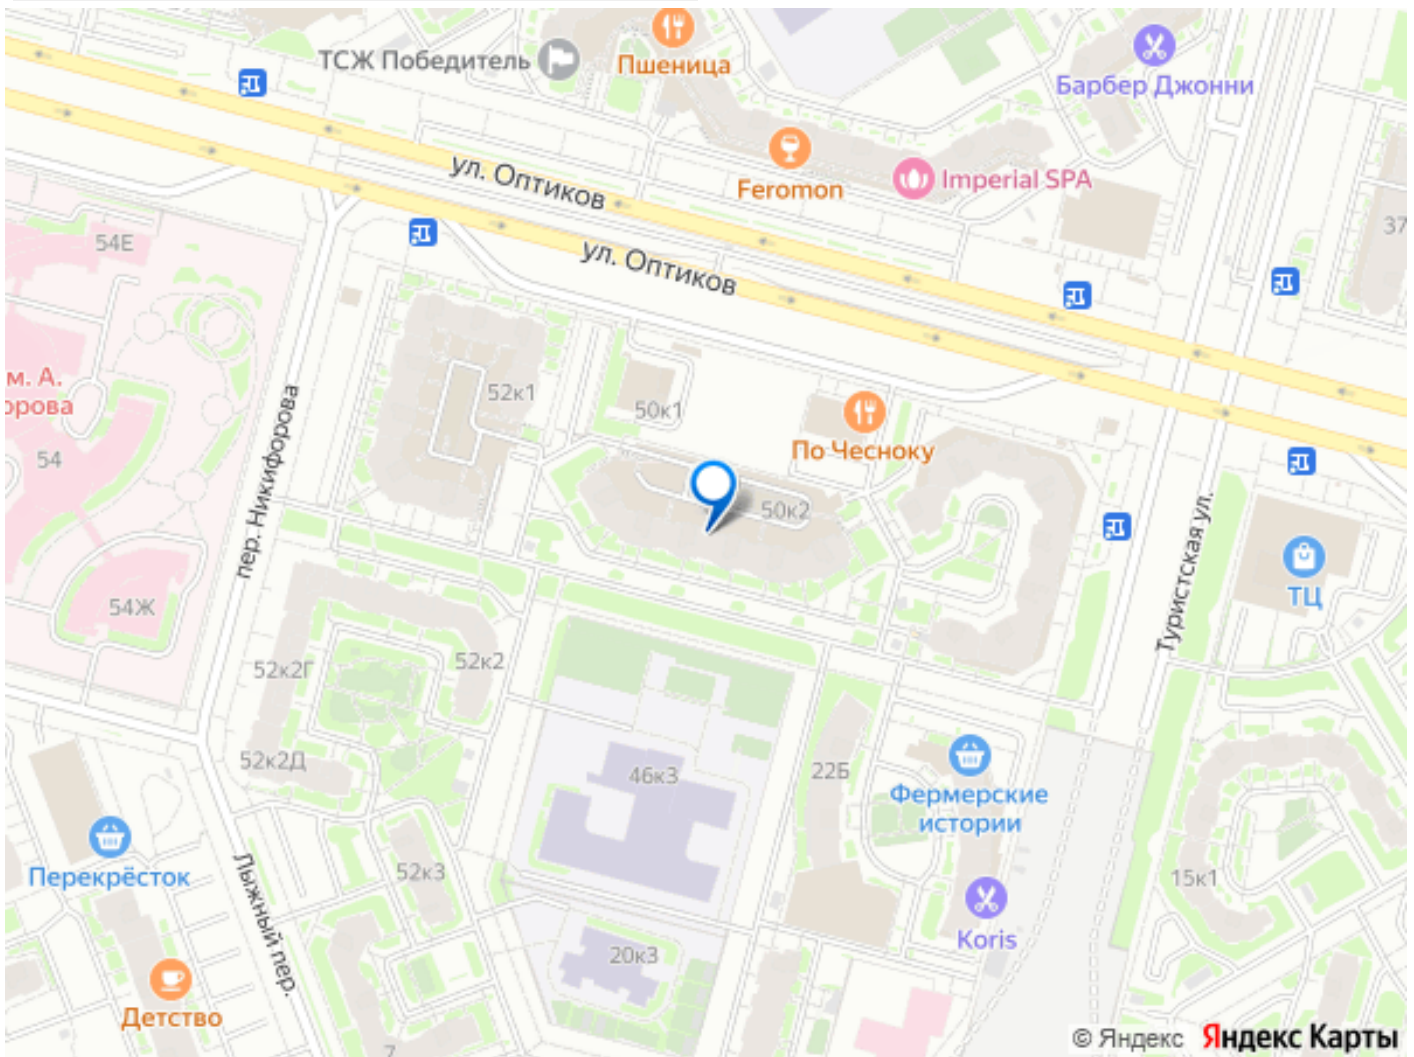 ТСЖ Победитель
Пшеница
Барбер Джонни
ул. Оптиков
Feromon
Imperial SPA
37
54Е
ул. Оптиков
м. А.
орова
54
52к1
50к1
По Чесноку
50к2
пер. Никифорова
Туристская ул.
ТЦ
54Ж
52к2Г
52к2
52к2Д
46к3
22Б
Фермерские
истории
Перекрёсток
52к3
15к1
Лыжный пер.
Koris
20к3
Детство
7
© Яндекс Яндекс Карты